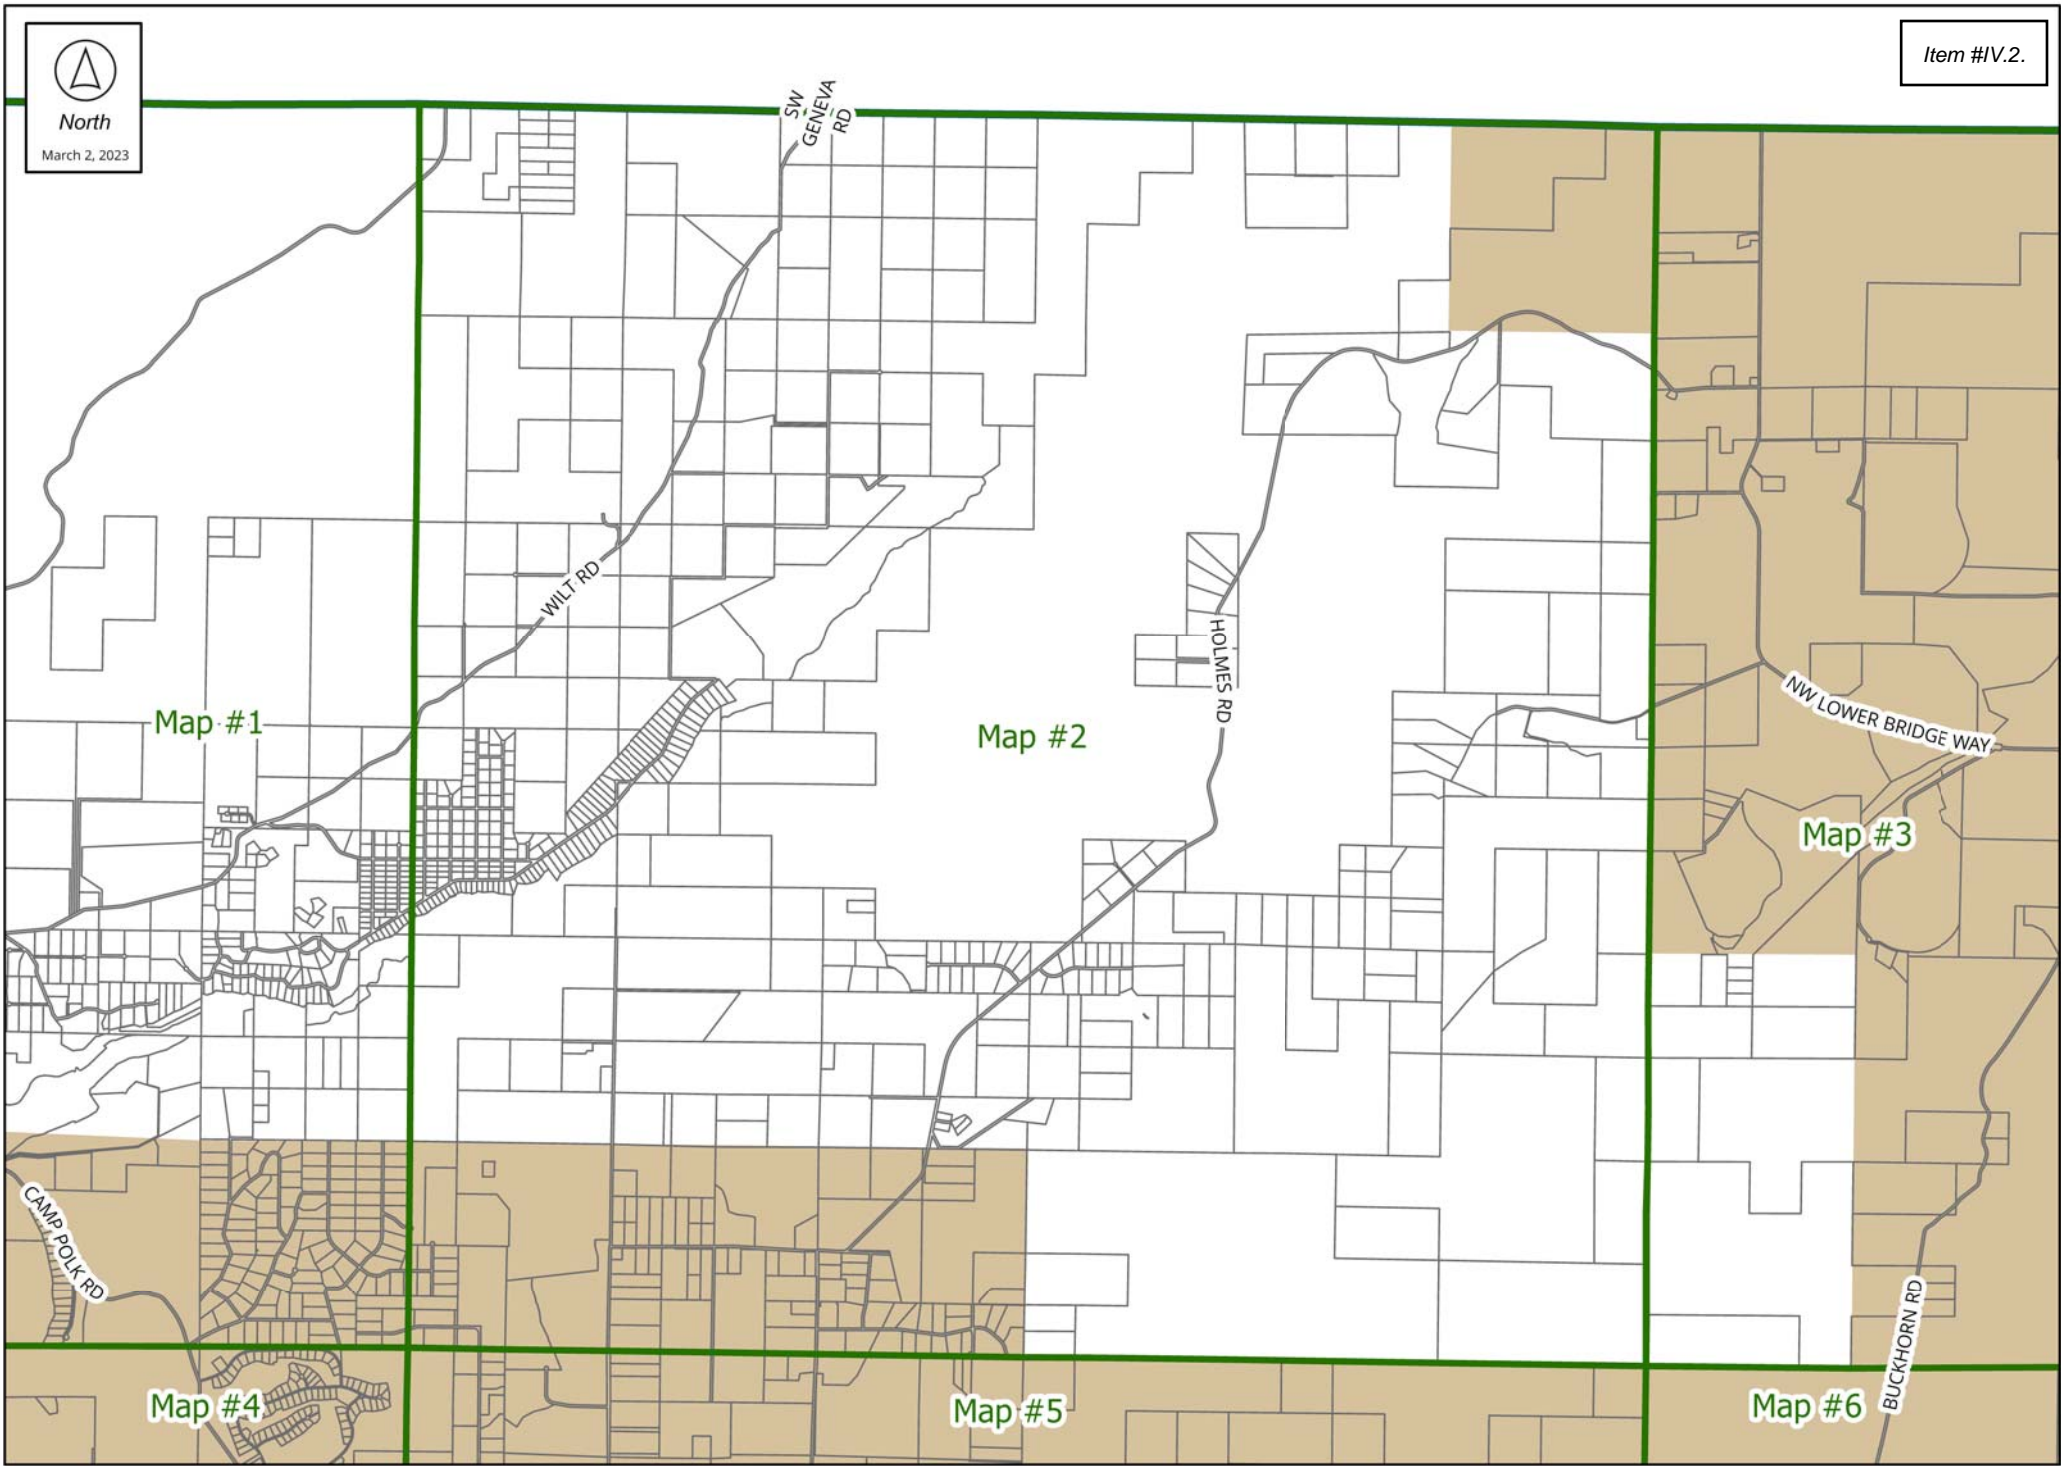 Item #IV.2.
North
March 2, 2023
SW
GENEVA
RD
WILT RD
HOLMES RD
NW LOWER BRIDGE WAY
Map #1
Map #2
Map #3
CAMP POLK RD
BUCKHORN RD
Map #4
Map #5
Map #6